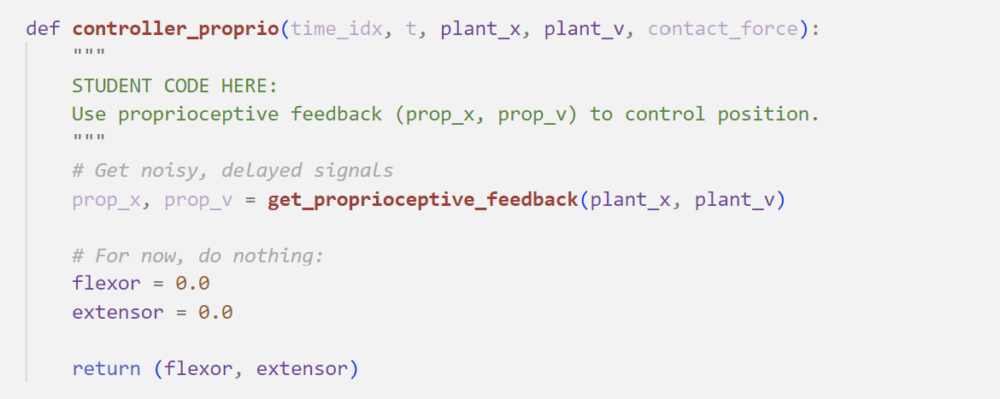 def controller_proprio(time_idx, t, plant_x, plant_v, contact_force):
"""
STUDENT CODE HERE:
Use proprioceptive feedback (prop_x, prop_v) to control position.
"""
# Get noisy, delayed signals
prop_x, prop_v = get_proprioceptive_feedback(plant_x, plant_v)
# For now, do nothing:
flexor = 0.0
extensor = 0.0
return (flexor, extensor)